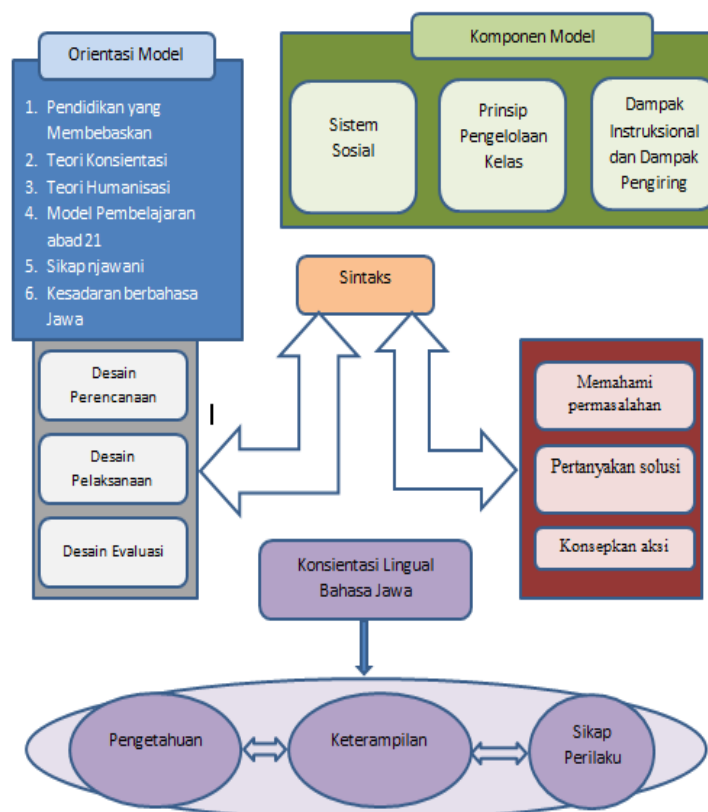 Orientasi Model
1. Pendidikan yang
Membebaskan
2. Teori Konsientasi
3. Teori Humanisasi
4. Model Pembelajaran
abad 21
5. Sikap njawani
6. Kesadaran berbahasa
Jawa
Komponen Model
Sistem
Sosial
Prinsip
Pengelolaan
Kelas
Dampak
Instruksional
dan Dampak
Pengiring
Sintaks
Desain
Perencanaan
Desain
Pelaksanaan
Desain Evaluasi
Memahami
permasalahan
Pertanyakan solusi
Konsepkan aksi
Konsientasi Lingual
Bahasa Jawa
Pengetahuan
Keterampilan
Sikap
Perilaku